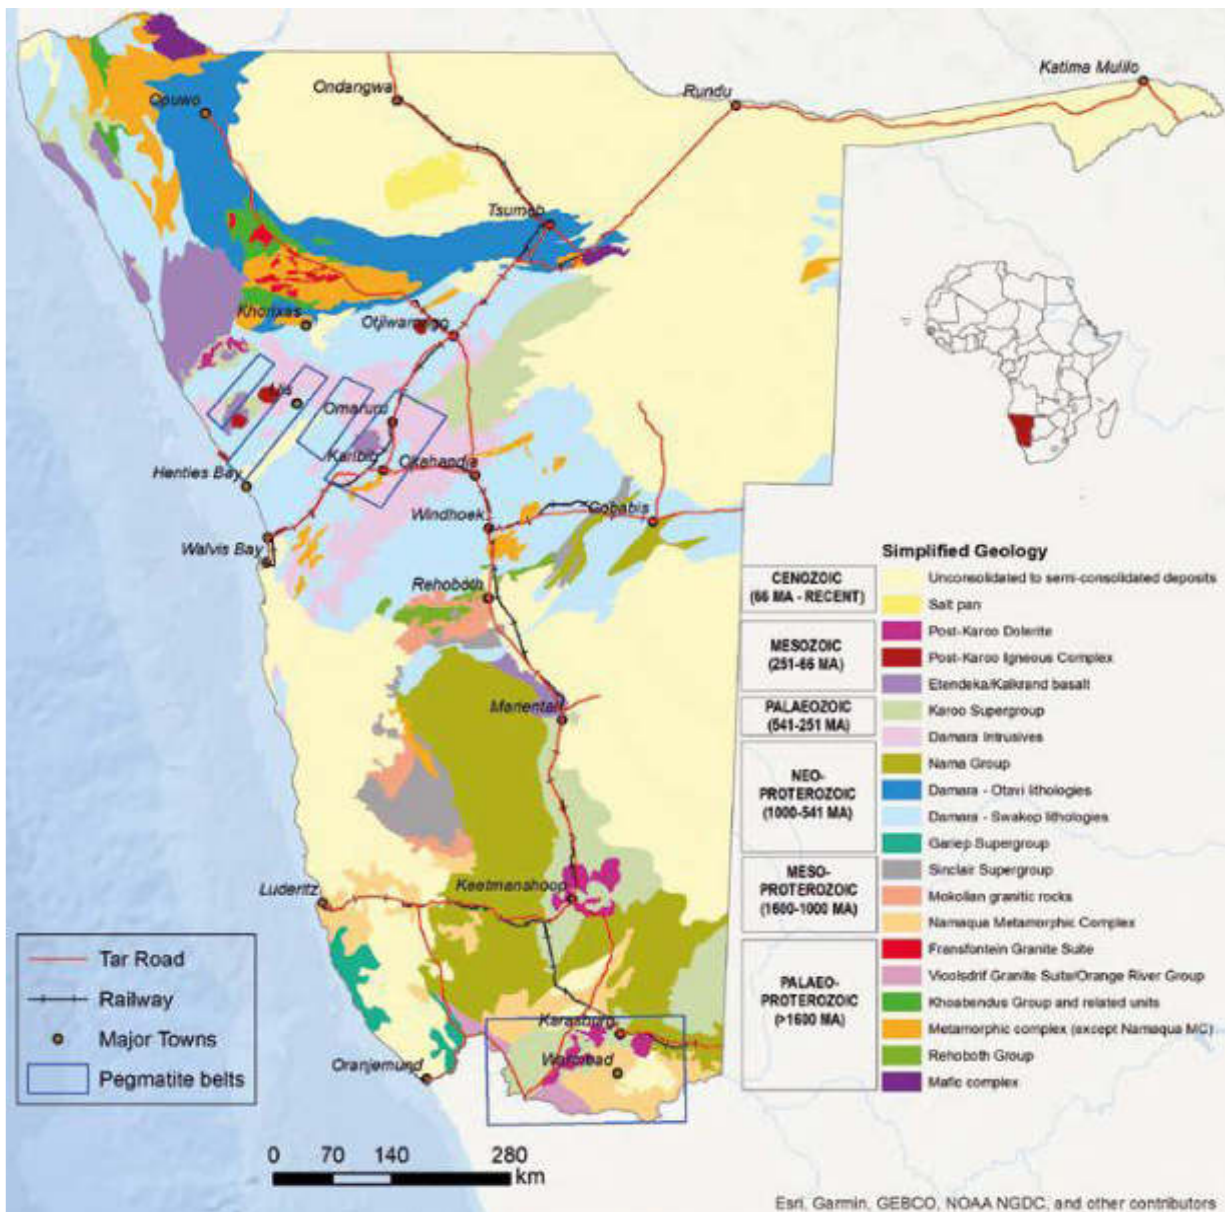 Katima Mulilo
Ondangwa
Rundu
Opuwo
Tsumeb
Khorixas
Otjiwarongo
Uis
Omaruru
Karibib
Okahandja
Henties Bay
Windhoek
Gobabis
Walvis Bay
Rehoboth
Mariental
Luderitz
Keetmanshoop
Karasburg
Warmbad
Oranjemund
Simplified Geology
CENOZOIC
(66 MA - RECENT)
MESOZOIC
(251-66 MA)
PALAEOZOIC
(541-251 MA)
NEO-
PROTEROZOIC
(1000-541 MA)
MESO-
PROTEROZOIC
(1600-1000 MA)
PALAEO-
PROTEROZOIC
(>1600 MA)
Unconsolidated to semi-consolidated deposits
Salt pan
Post-Karoo Dolerite
Post-Karoo Igneous Complex
Etendeka/Kalkrand basalt
Karoo Supergroup
Damara Intrusives
Nama Group
Damara - Otavi lithologies
Damara - Swakop lithologies
Gariep Supergroup
Sinclair Supergroup
Mokolian granitic rocks
Namaqua Metamorphic Complex
Fransfontein Granite Suite
Vioolsdrif Granite Suite/Orange River Group
Khoabendus Group and related units
Metamorphic complex (except Namaqua MC)
Rehoboth Group
Mafic complex
Tar Road
Railway
Major Towns
Pegmatite belts
0 70 140 280
km
Esri, Garmin, GEBCO, NOAA NGDC, and other contributors